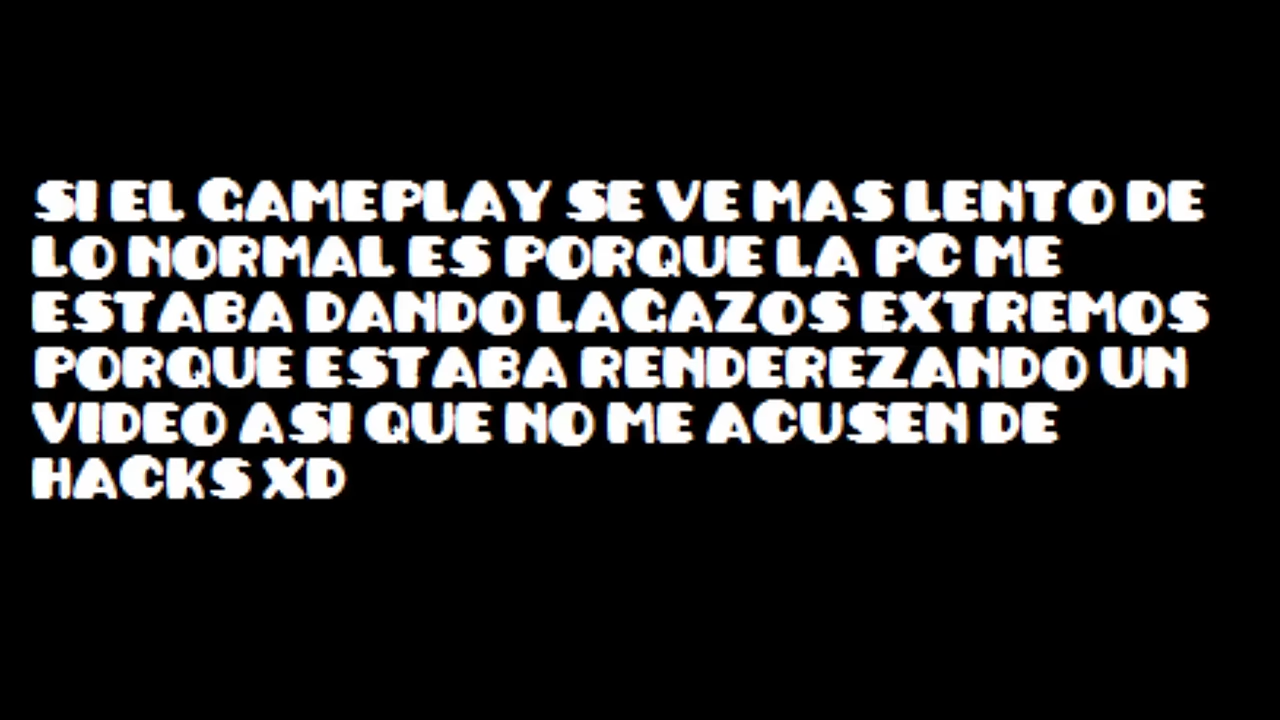 SI EL GAMEPLAY SE VE MAS LENTO DE
LO NORMAL ES PORQUE LA PC ME
ESTABA DANDO LAGAZOS EXTREMOS
PORQUE ESTABA RENDEREZANDO UN
VIDEO ASI QUE NO ME ACUSEN DE
HACKS XD